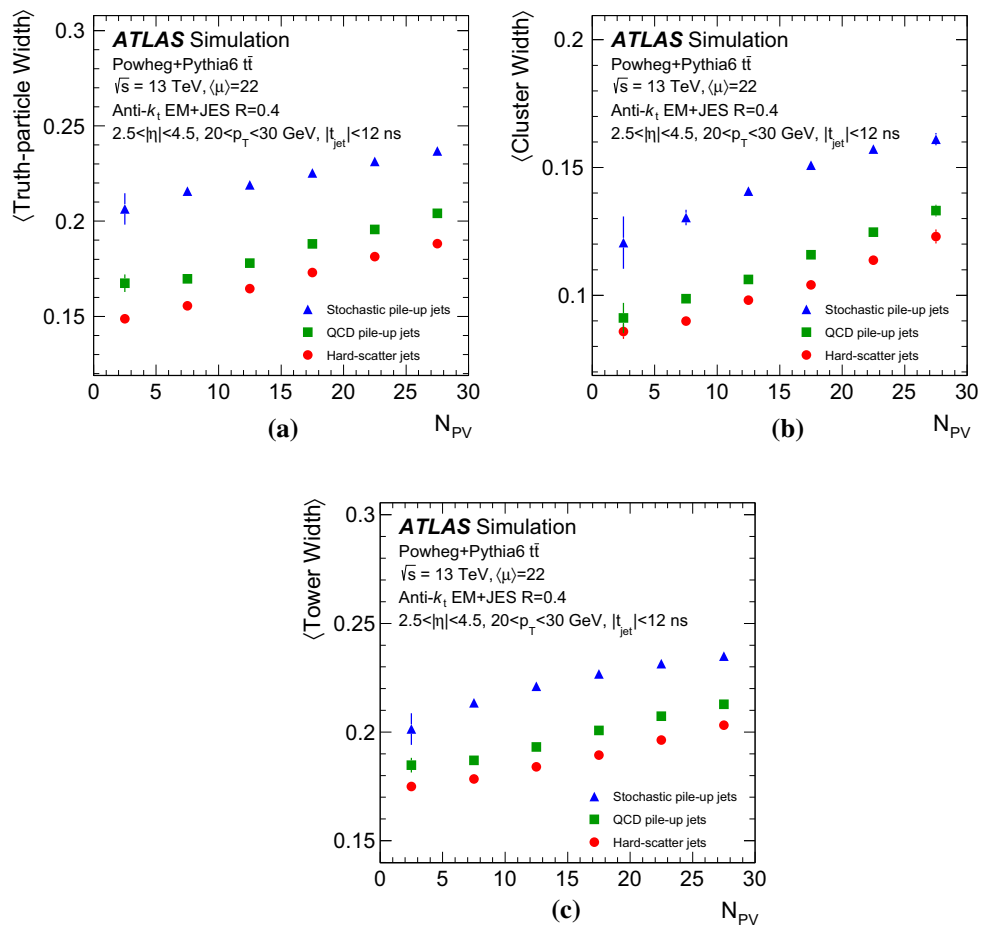 ⟨Truth-particle Width⟩
0.3
0.25
0.2
0.15
ATLAS Simulation
Powheg+Pythia6 tt̄
√s = 13 TeV, ⟨μ⟩=22
Anti-kt EM+JES R=0.4
2.5<|η|<4.5, 20<pT<30 GeV, |tjet|<12 ns
Stochastic pile-up jets
QCD pile-up jets
Hard-scatter jets
0 5 10 15 20 25 30
NPV
(a)
⟨Cluster Width⟩
0.2
0.15
0.1
ATLAS Simulation
Powheg+Pythia6 tt̄
√s = 13 TeV, ⟨μ⟩=22
Anti-kt EM+JES R=0.4
2.5<|η|<4.5, 20<pT<30 GeV, |tjet|<12 ns
Stochastic pile-up jets
QCD pile-up jets
Hard-scatter jets
0 5 10 15 20 25 30
NPV
(b)
⟨Tower Width⟩
0.3
0.25
0.2
0.15
ATLAS Simulation
Powheg+Pythia6 tt̄
√s = 13 TeV, ⟨μ⟩=22
Anti-kt EM+JES R=0.4
2.5<|η|<4.5, 20<pT<30 GeV, |tjet|<12 ns
Stochastic pile-up jets
QCD pile-up jets
Hard-scatter jets
0 5 10 15 20 25 30
NPV
(c)